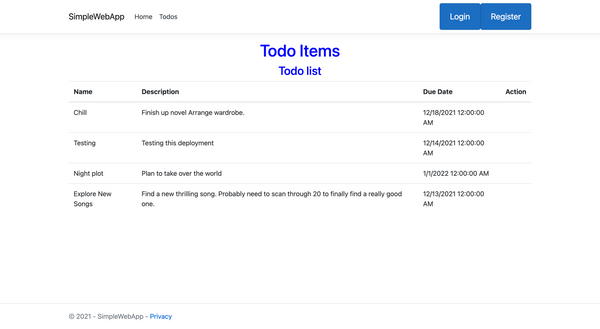 SimpleWebApp Home Todos Login Register
Todo Items
Todo list
Name Description Due Date Action
Chill Finish up novel Arrange wardrobe. 12/18/2021 12:00:00
AM
Testing Testing this deployment 12/14/2021 12:00:00
AM
Night plot Plan to take over the world 1/1/2022 12:00:00 AM
Explore New Find a new thrilling song. Probably need to scan through 20 to finally find a really good 12/13/2021 12:00:00
Songs one. AM
© 2021 - SimpleWebApp - Privacy